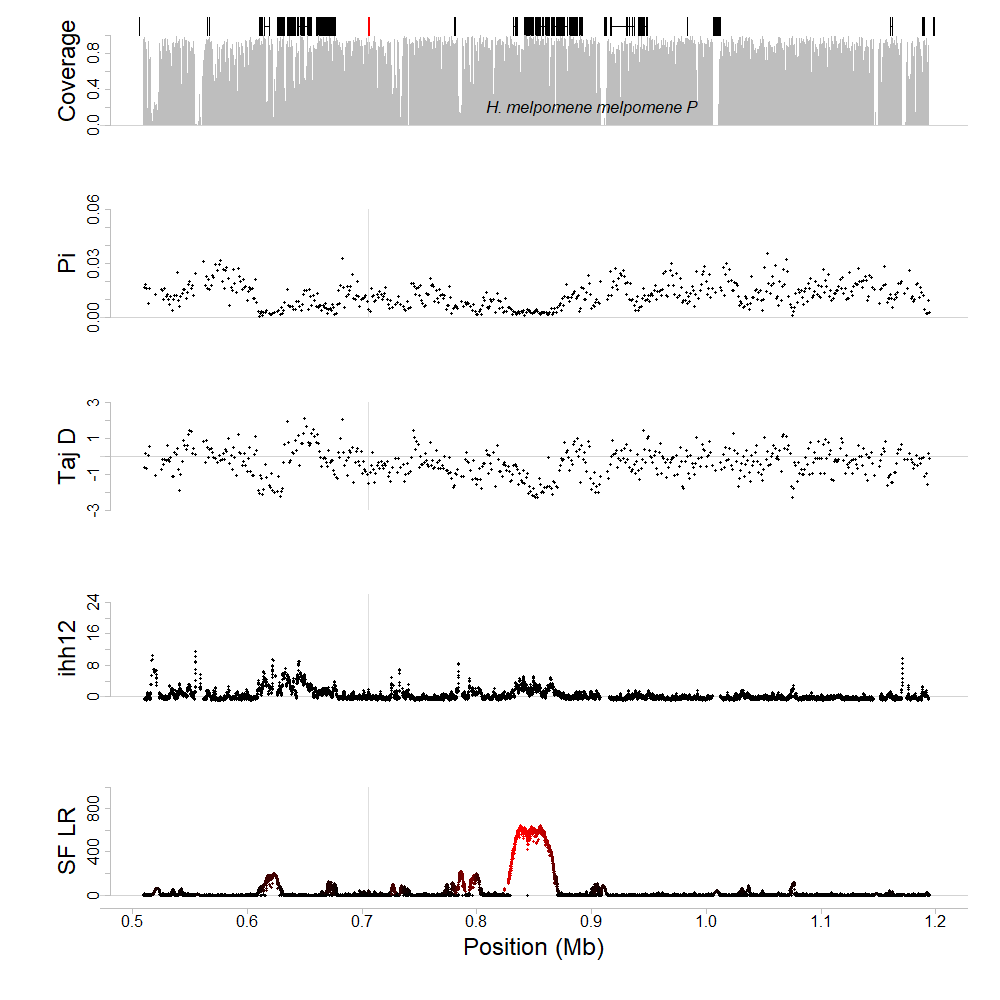 Coverage
0.8
0.4
0.0
H. melpomene melpomene P
Pi
0.06
0.03
0.00
Taj D
3
1
-1
-3
ihh12
24
16
8
0
SF LR
800
400
0
0.5 0.6 0.7 0.8 0.9 1.0 1.1 1.2
Position (Mb)